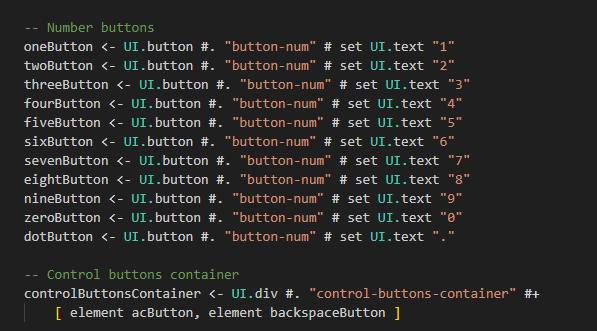 -- Number buttons
oneButton <- UI.button #. "button-num" # set UI.text "1"
twoButton <- UI.button #. "button-num" # set UI.text "2"
threeButton <- UI.button #. "button-num" # set UI.text "3"
fourButton <- UI.button #. "button-num" # set UI.text "4"
fiveButton <- UI.button #. "button-num" # set UI.text "5"
sixButton <- UI.button #. "button-num" # set UI.text "6"
sevenButton <- UI.button #. "button-num" # set UI.text "7"
eightButton <- UI.button #. "button-num" # set UI.text "8"
nineButton <- UI.button #. "button-num" # set UI.text "9"
zeroButton <- UI.button #. "button-num" # set UI.text "0"
dotButton <- UI.button #. "button-num" # set UI.text "."

-- Control buttons container
controlButtonsContainer <- UI.div #. "control-buttons-container" #+
    [ element acButton, element backspaceButton ]